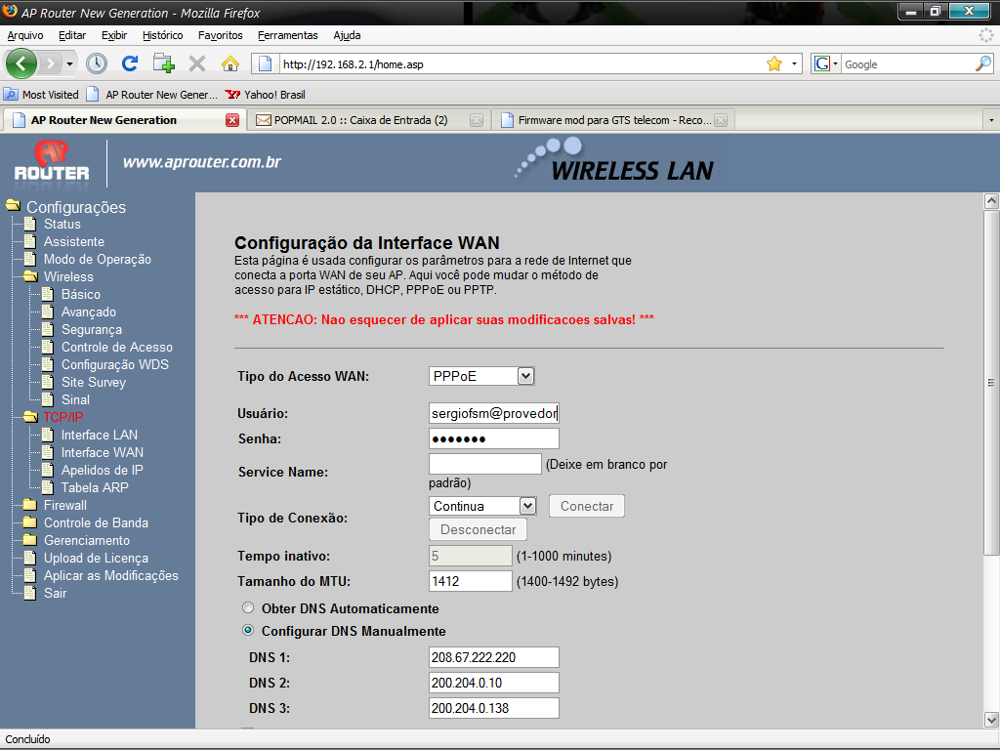 AP Router New Generation - Mozilla Firefox
Arquivo Editar Exibir Histórico Favoritos Ferramentas Ajuda
http://192.168.2.1/home.asp
G Google
Most Visited AP Router New Gener... Yahoo! Brasil
AP Router New Generation POPMAIL 2.0 :: Caixa de Entrada (2) Firmware mod para GTS telecom - Reco...
AP ROUTER
www.aprouter.com.br
WIRELESS LAN
Configurações
Status
Assistente
Modo de Operação
Wireless
Básico
Avançado
Segurança
Controle de Acesso
Configuração WDS
Site Survey
Sinal
TCP/IP
Interface LAN
Interface WAN
Apelidos de IP
Tabela ARP
Firewall
Controle de Banda
Gerenciamento
Upload de Licença
Aplicar as Modificações
Sair
Configuração da Interface WAN
Esta página é usada configurar os parâmetros para a rede de Internet que
conecta a porta WAN de seu AP. Aqui você pode mudar o método de
acesso para IP estático, DHCP, PPPoE ou PPTP.
*** ATENCAO: Nao esquecer de aplicar suas modificacoes salvas! ***
Tipo do Acesso WAN: PPPoE
Usuário: sergiofsm@provedor
Senha: •••••••
Service Name: (Deixe em branco por
padrão)
Tipo de Conexão: Continua Conectar
Desconectar
Tempo inativo: 5 (1-1000 minutes)
Tamanho do MTU: 1412 (1400-1492 bytes)
Obter DNS Automaticamente
Configurar DNS Manualmente
DNS 1: 208.67.222.220
DNS 2: 200.204.0.10
DNS 3: 200.204.0.138
Concluído